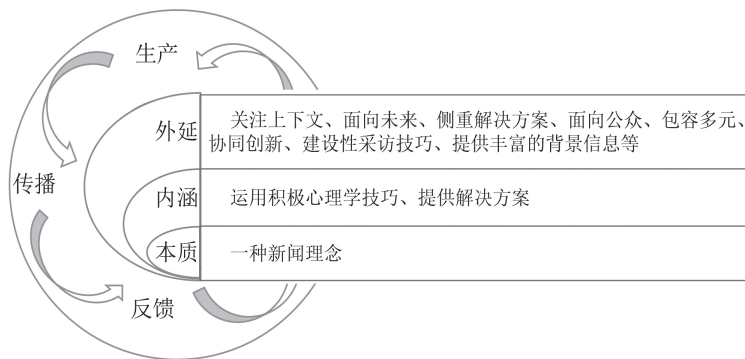 生产
外延
关注上下文、面向未来、侧重解决方案、面向公众、包容多元、
协同创新、建设性采访技巧、提供丰富的背景信息等
传播
内涵
运用积极心理学技巧、提供解决方案
本质
一种新闻理念
反馈